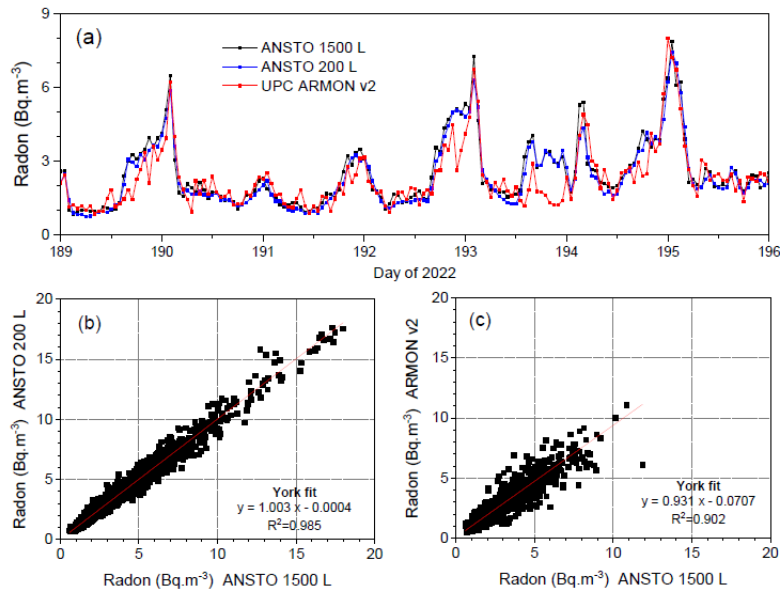 (a)
ANSTO 1500 L
ANSTO 200 L
UPC ARMON v2
Radon (Bq.m⁻³)
9
6
3
0
189 190 191 192 193 194 195 196
Day of 2022
(b)
Radon (Bq.m⁻³) ANSTO 200 L
20
15
10
5
0
York fit
y = 1.003 x - 0.0004
R²=0.985
0 5 10 15 20
Radon (Bq.m⁻³) ANSTO 1500 L
(c)
Radon (Bq.m⁻³) ARMON v2
20
15
10
5
0
York fit
y = 0.931 x - 0.0707
R²=0.902
0 5 10 15 20
Radon (Bq.m⁻³) ANSTO 1500 L